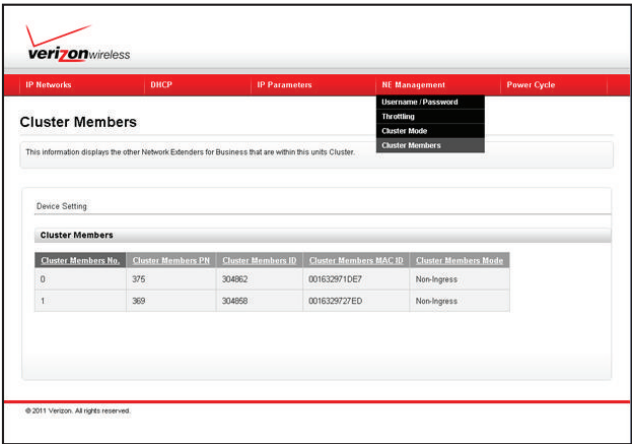 verizonwireless
IP Networks DHCP IP Parameters NE Management Power Cycle
Username / Password
Throttling
Cluster Mode
Cluster Members
Cluster Members
This information displays the other Network Extenders for Business that are within this units Cluster.
Device Setting
Cluster Members
Cluster Members No. Cluster Members PN Cluster Members ID Cluster Members MAC ID Cluster Members Mode
0 375 304862 001632971DE7 Non-Ingress
1 369 304858 0016329727ED Non-Ingress
© 2011 Verizon. All rights reserved.